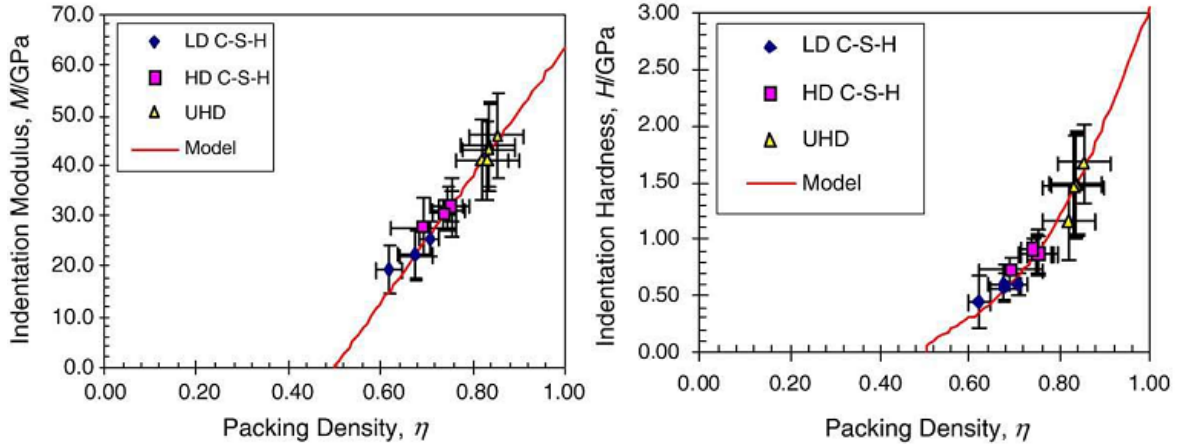 70.0
60.0
50.0
40.0
30.0
20.0
10.0
0.0
Indentation Modulus, M/GPa
LD C-S-H
HD C-S-H
UHD
Model
0.00 0.20 0.40 0.60 0.80 1.00
Packing Density, η
3.00
2.50
2.00
1.50
1.00
0.50
0.00
Indentation Hardness, H/GPa
LD C-S-H
HD C-S-H
UHD
Model
0.00 0.20 0.40 0.60 0.80 1.00
Packing Density, η